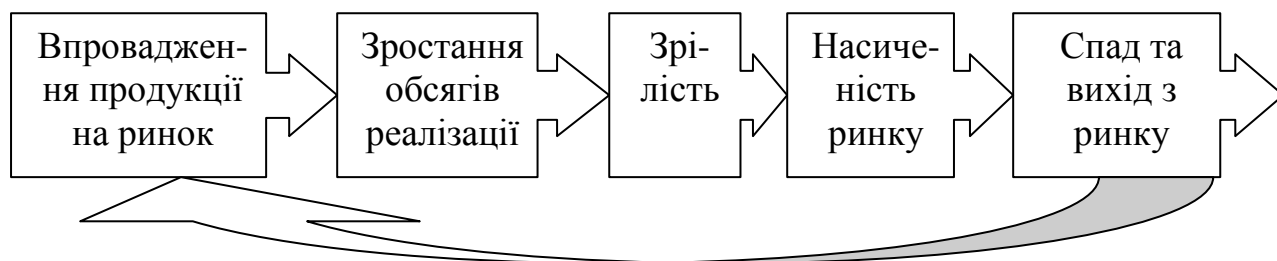 Впроваджен-
ня продукції
на ринок
Зростання
обсягів
реалізації
Зрі-
лість
Насиче-
ність
ринку
Спад та
вихід з
ринку